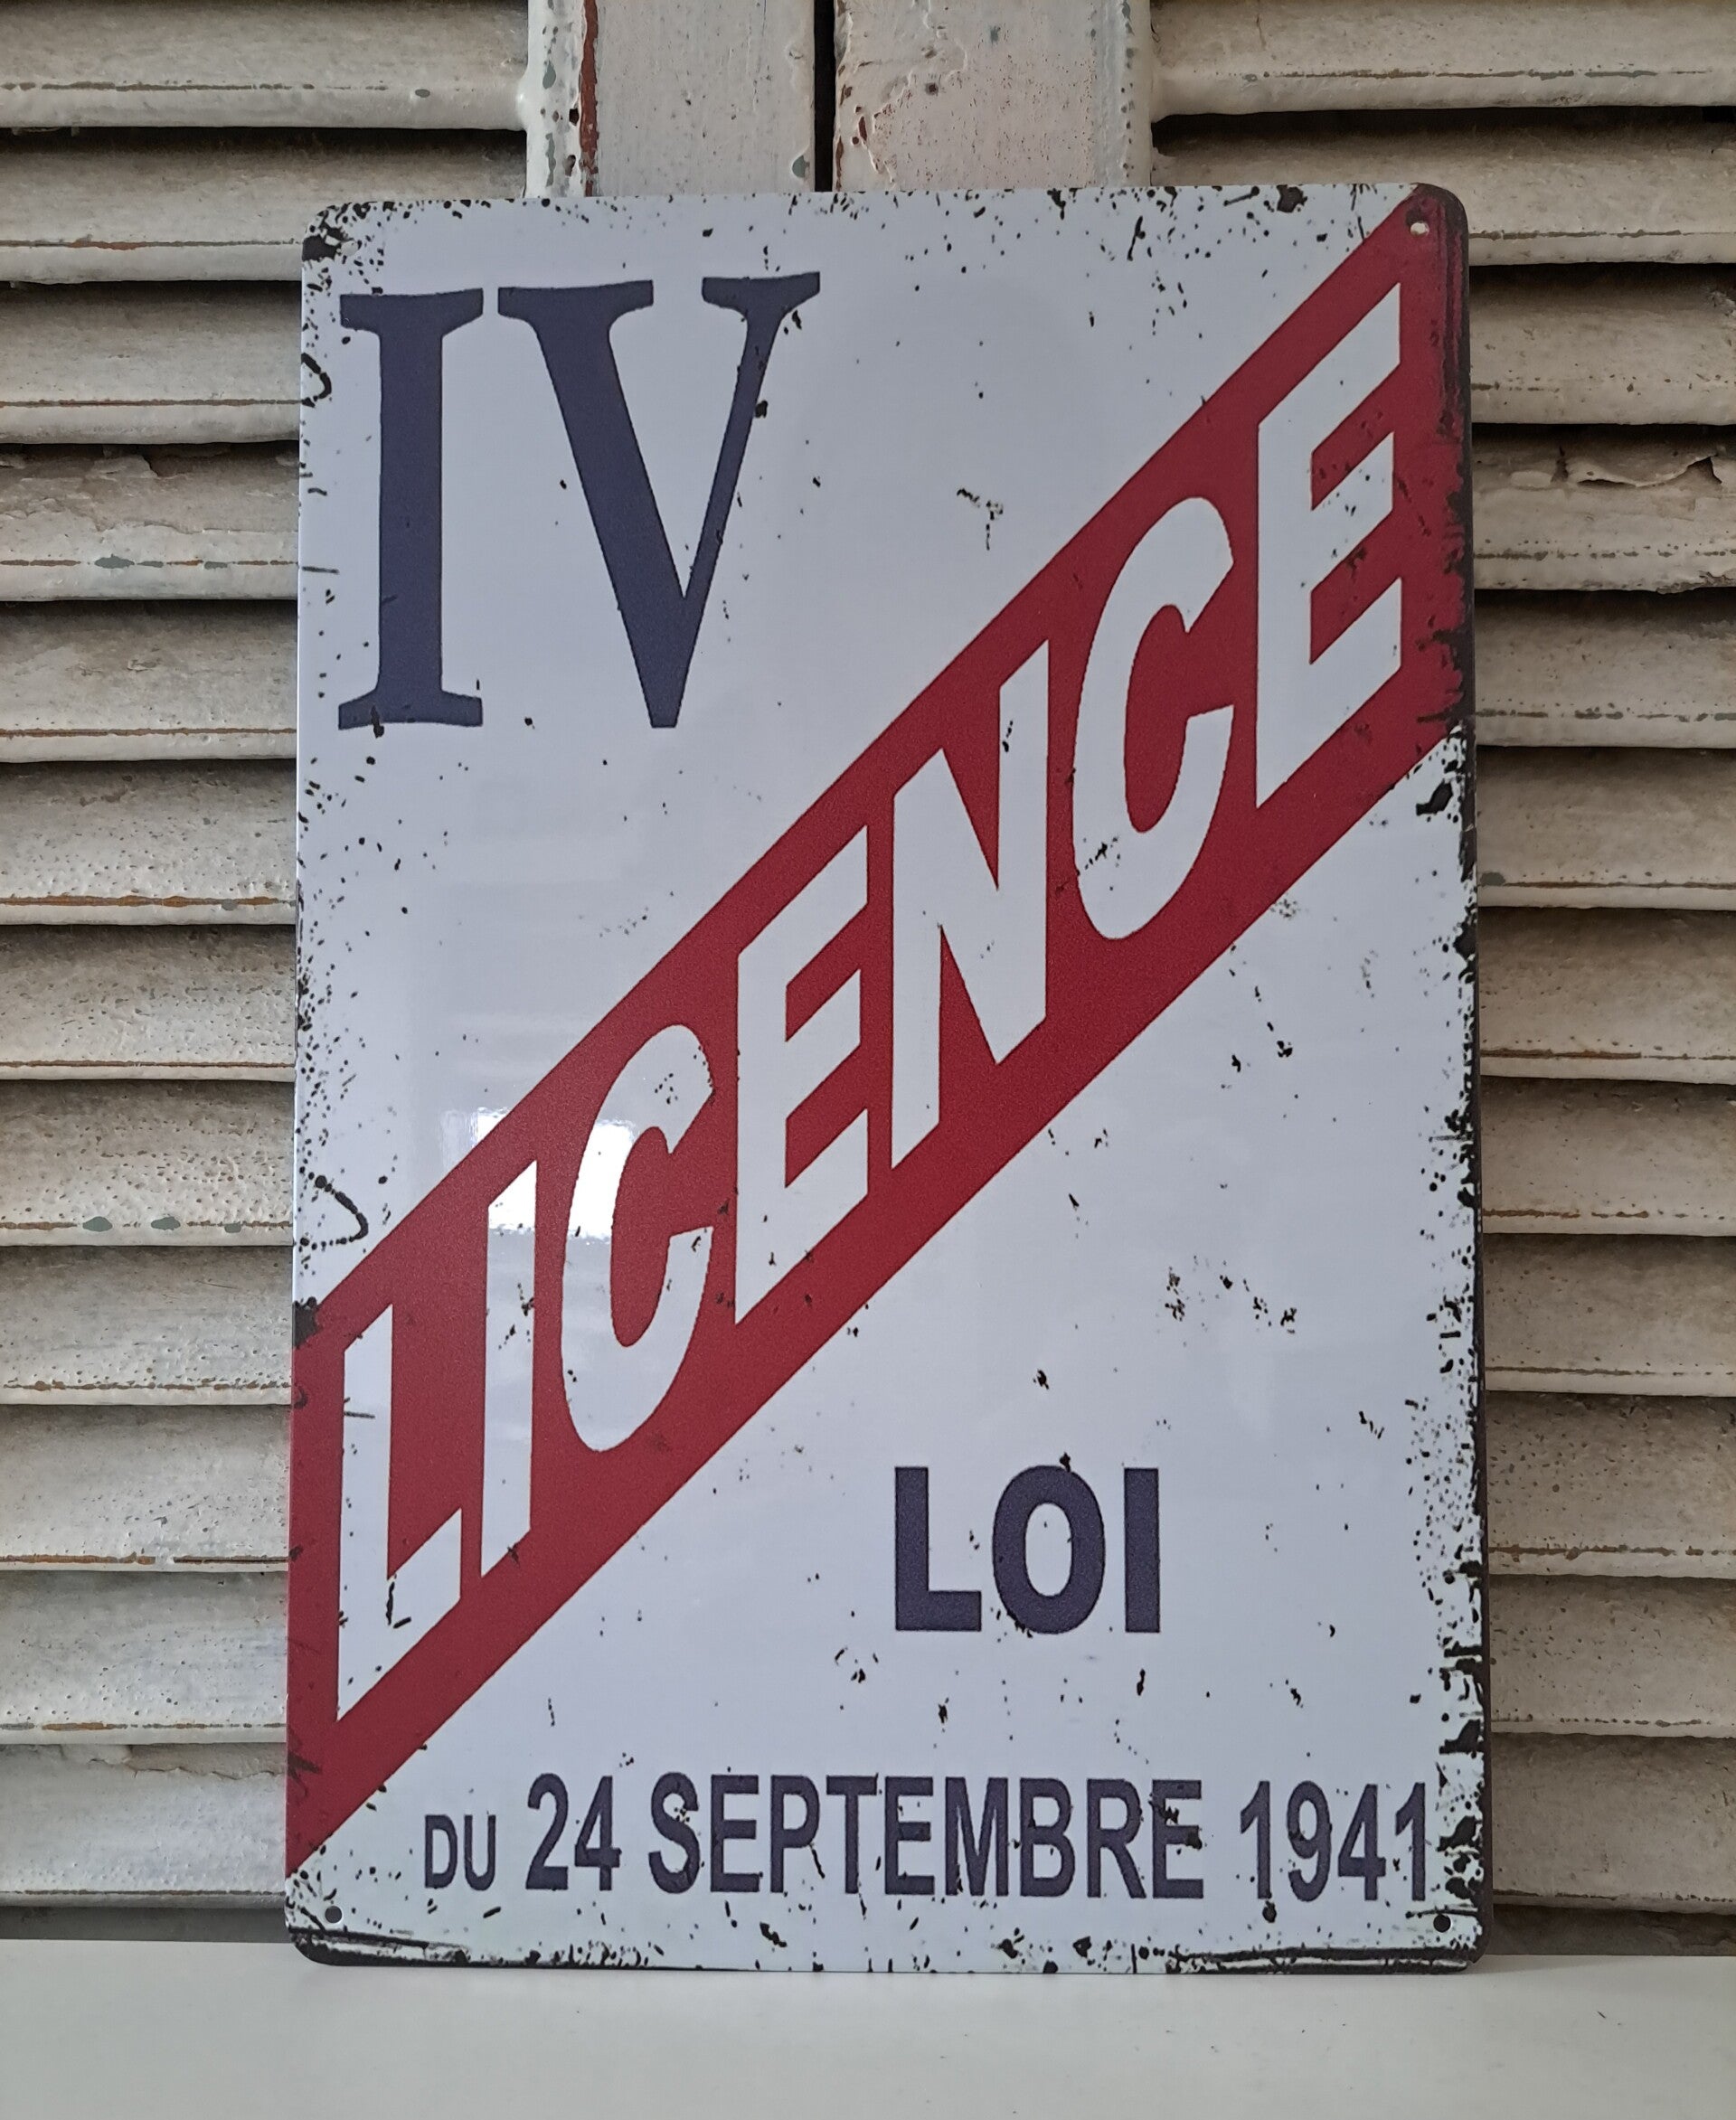 IV
LICENCE
LOI
DU 24 SEPTEMBRE 1941